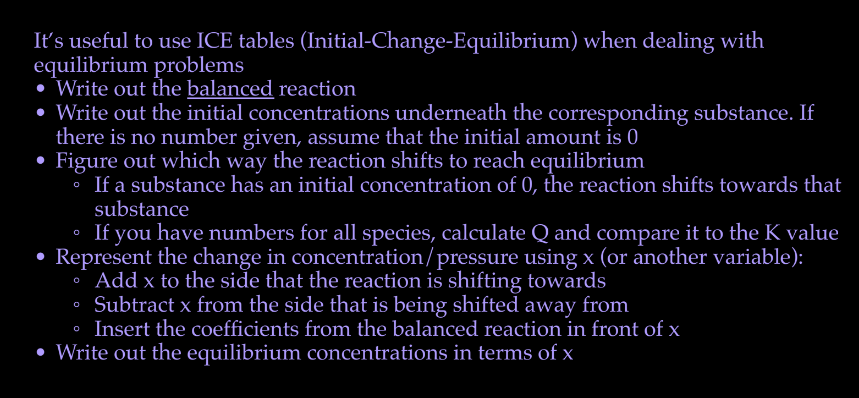 It's useful to use ICE tables (Initial-Change-Equilibrium) when dealing with
equilibrium problems
• Write out the balanced reaction
• Write out the initial concentrations underneath the corresponding substance. If
there is no number given, assume that the initial amount is 0
• Figure out which way the reaction shifts to reach equilibrium
◦ If a substance has an initial concentration of 0, the reaction shifts towards that
substance
◦ If you have numbers for all species, calculate Q and compare it to the K value
• Represent the change in concentration/pressure using x (or another variable):
◦ Add x to the side that the reaction is shifting towards
◦ Subtract x from the side that is being shifted away from
◦ Insert the coefficients from the balanced reaction in front of x
• Write out the equilibrium concentrations in terms of x